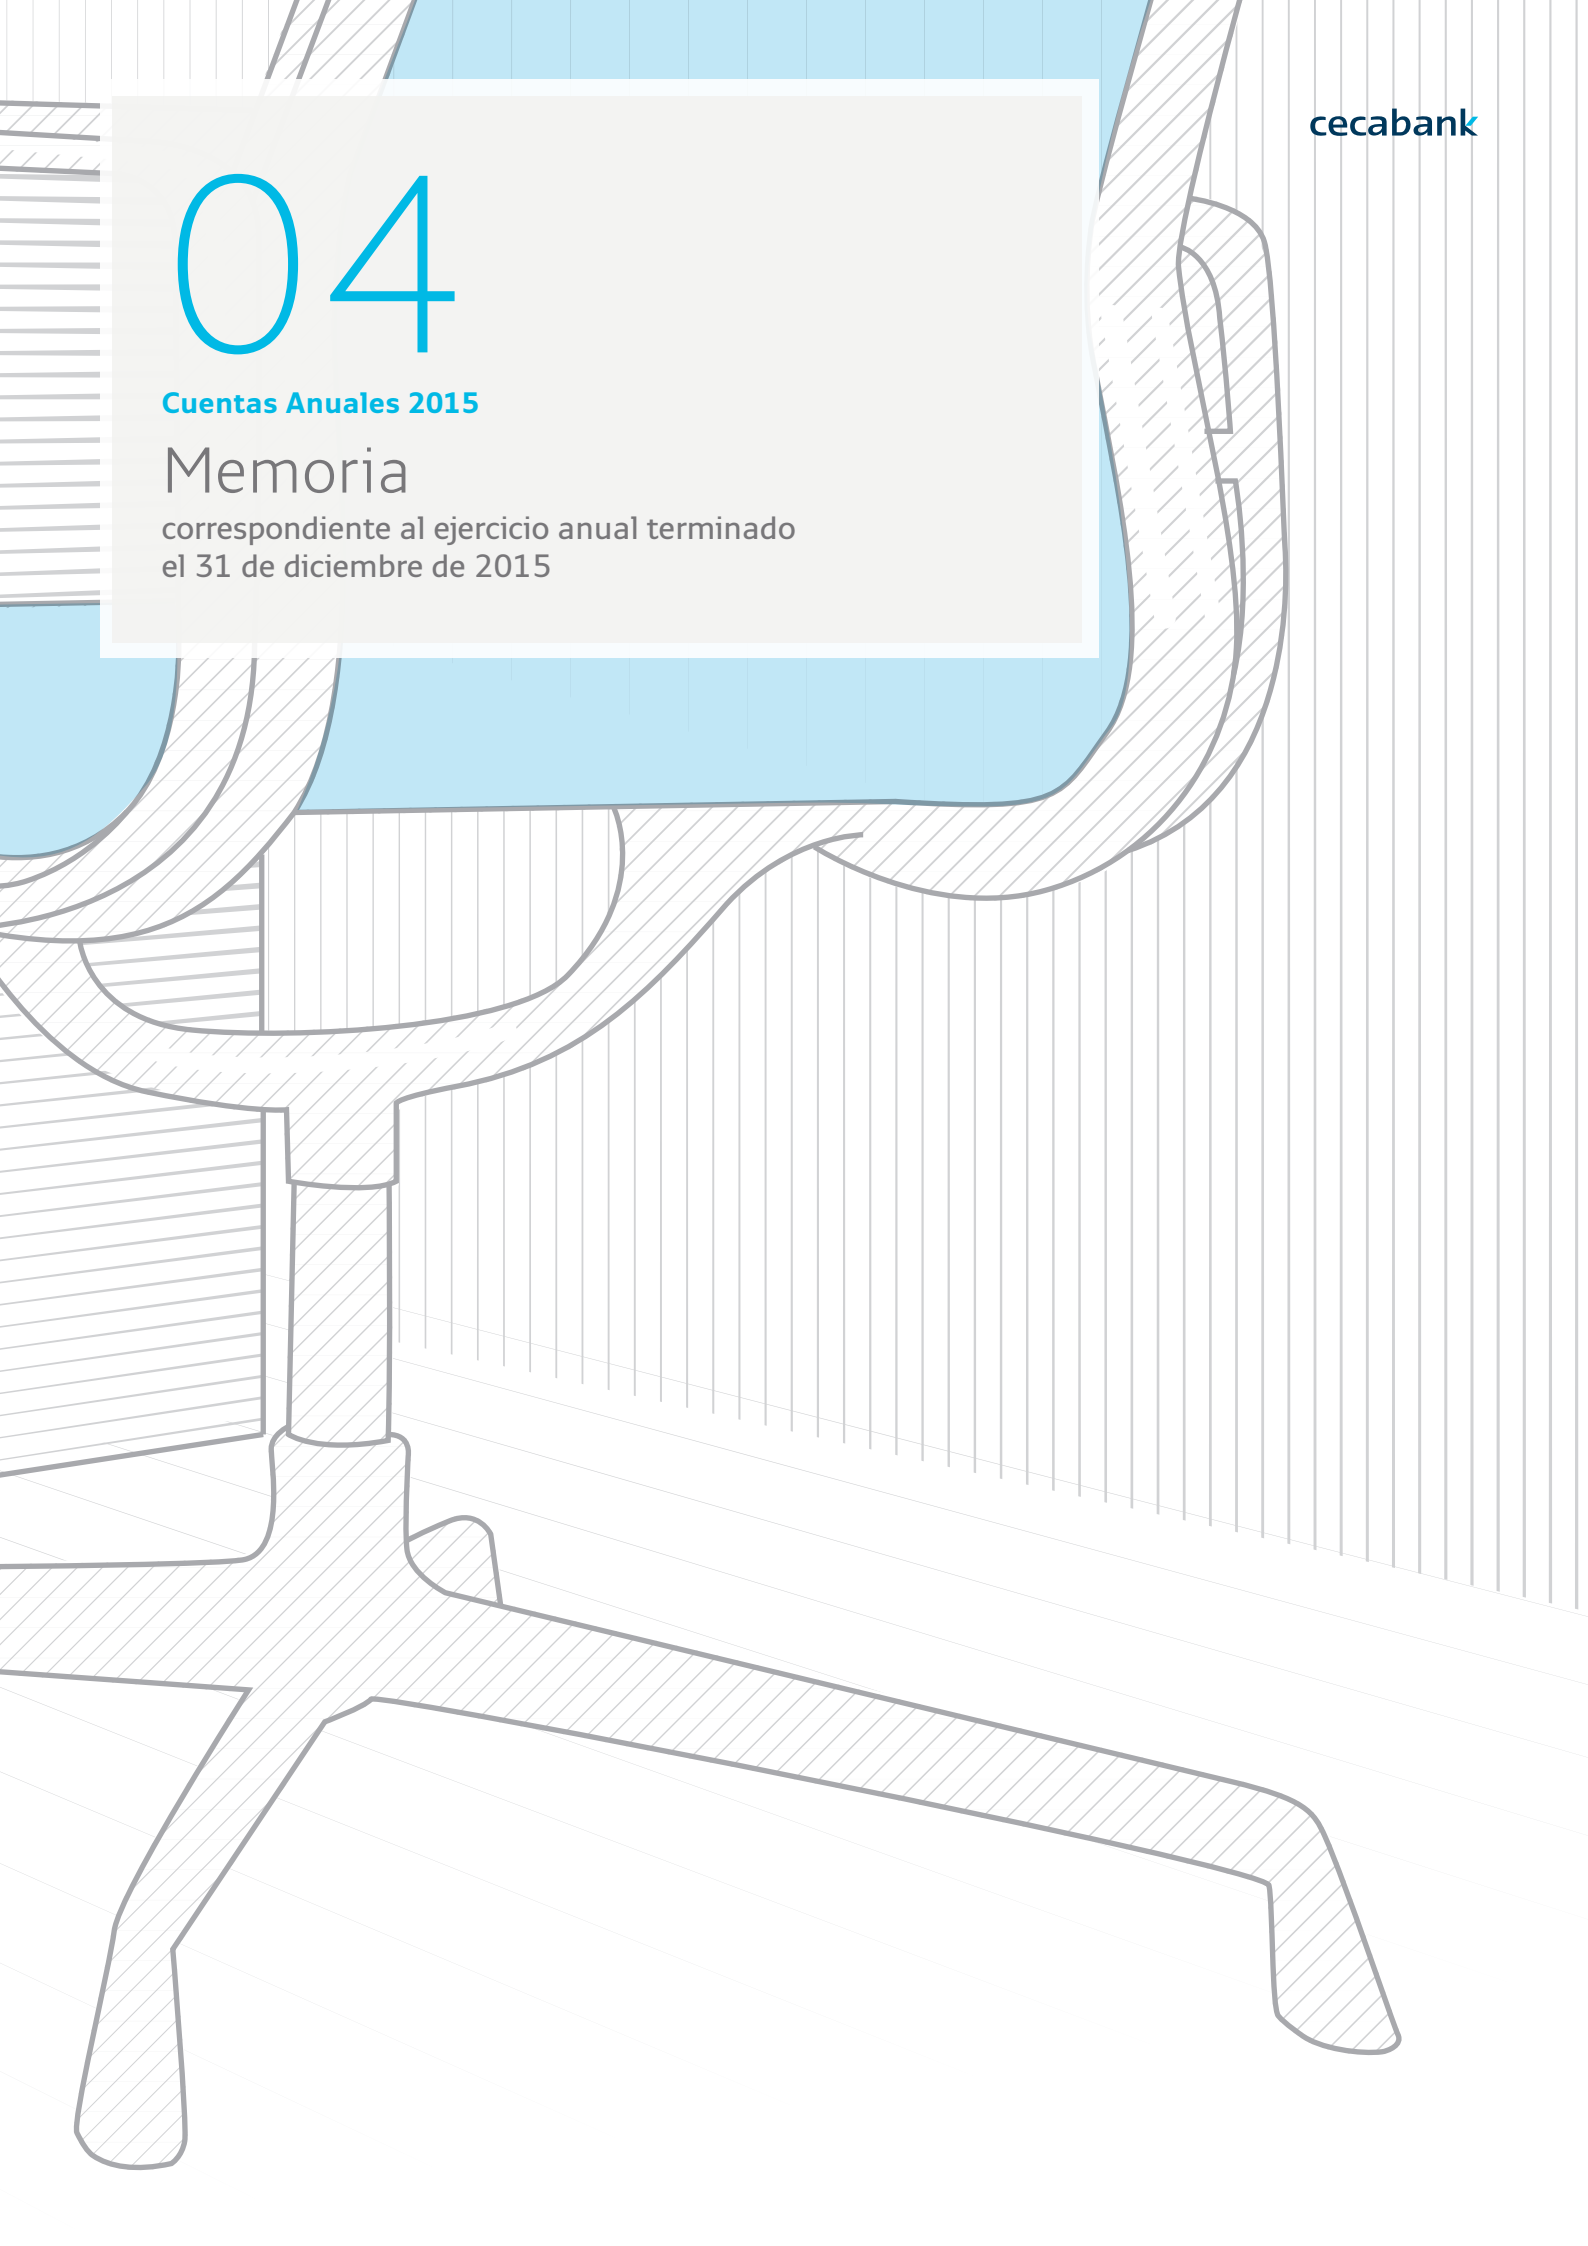 cecabank
04
Cuentas Anuales 2015
Memoria
correspondiente al ejercicio anual terminado
el 31 de diciembre de 2015